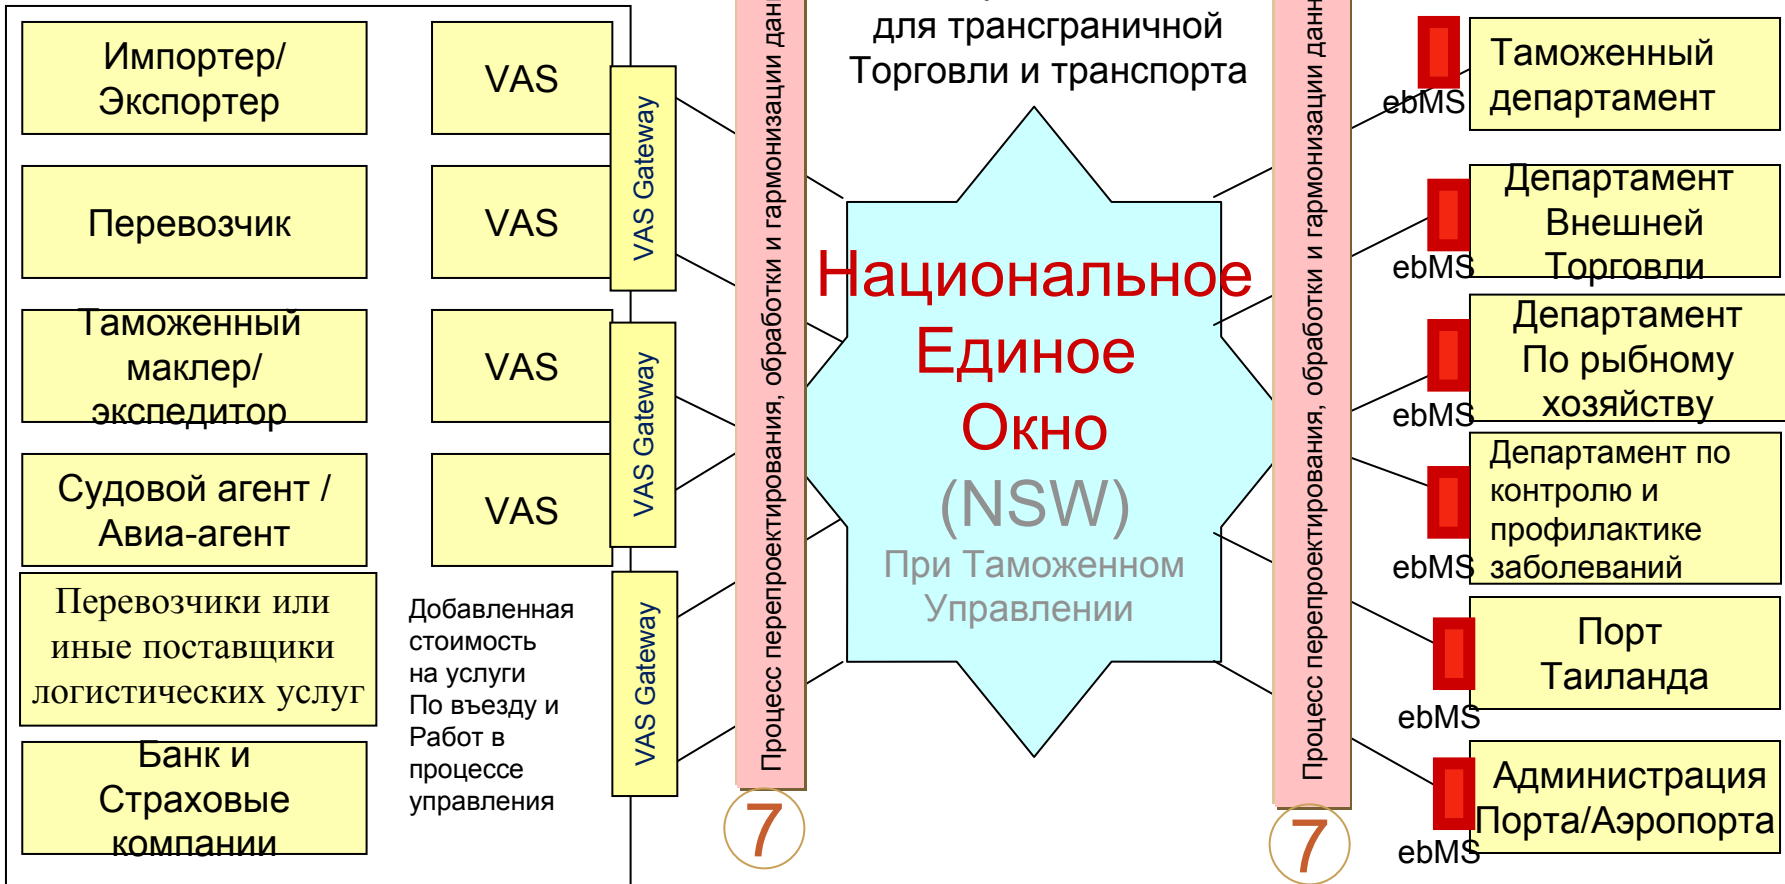 Импортер/
Экспортер
Перевозчик
Таможенный
маклер/
экспедитор
Судовой агент /
Авиа-агент
Перевозчики или
иные поставщики
логистических услуг
Банк и
Страховые
компании
VAS
VAS
VAS
VAS
Добавленная
стоимость
на услуги
По въезду и
Работ в
процессе
управления
VAS Gateway
VAS Gateway
VAS Gateway
Процесс перепроектирования, обработки и гармонизации
7
для трансграничной
Торговли и транспорта
Национальное
Единое
Окно
(NSW)
При Таможенном
Управлении
Процесс перепроектирования, обработки и гармонизации
7
ebMS
ebMS
ebMS
ebMS
ebMS
ebMS
Таможенный
департамент
Департамент
Внешней
Торговли
Департамент
По рыбному
хозяйству
Департамент по
контролю и
профилактике
заболеваний
Порт
Таиланда
Администрация
Порта/Аэропорта